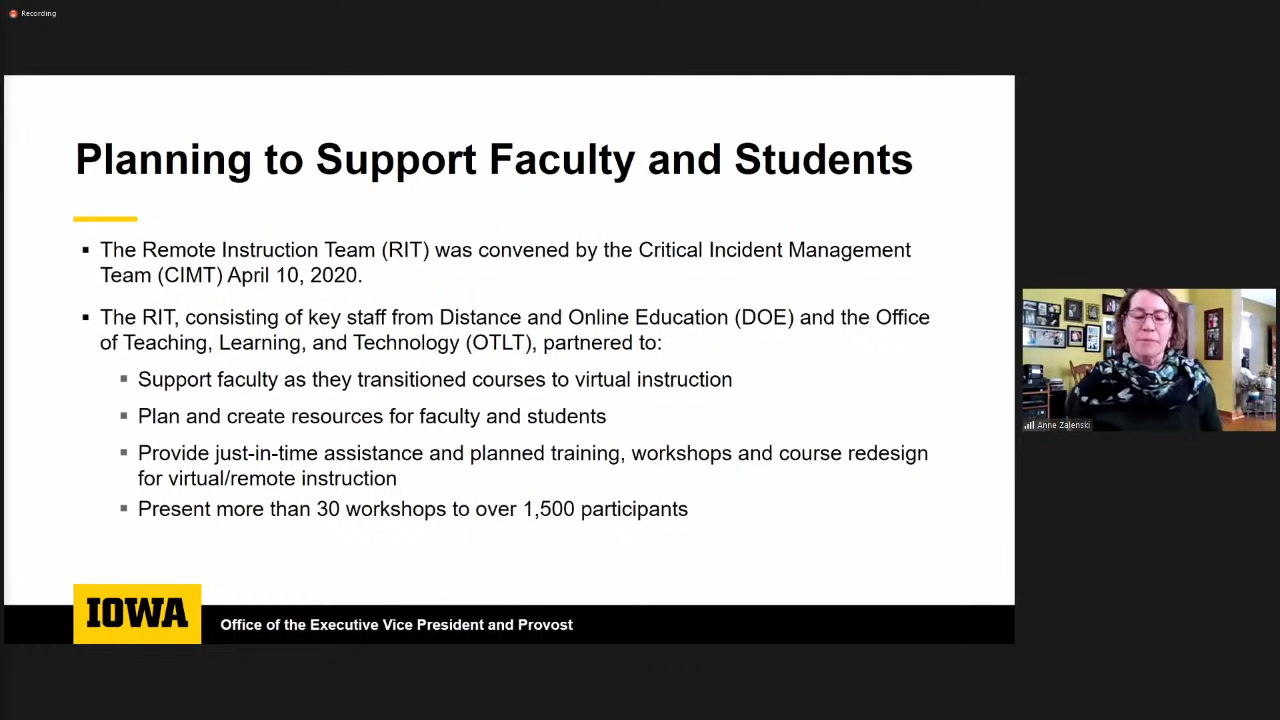 Recording
Planning to Support Faculty and Students
▪ The Remote Instruction Team (RIT) was convened by the Critical Incident Management
Team (CIMT) April 10, 2020.
▪ The RIT, consisting of key staff from Distance and Online Education (DOE) and the Office
of Teaching, Learning, and Technology (OTLT), partnered to:
▪ Support faculty as they transitioned courses to virtual instruction
▪ Plan and create resources for faculty and students
▪ Provide just-in-time assistance and planned training, workshops and course redesign
for virtual/remote instruction
▪ Present more than 30 workshops to over 1,500 participants
IOWA
Office of the Executive Vice President and Provost
Anne Zalenski